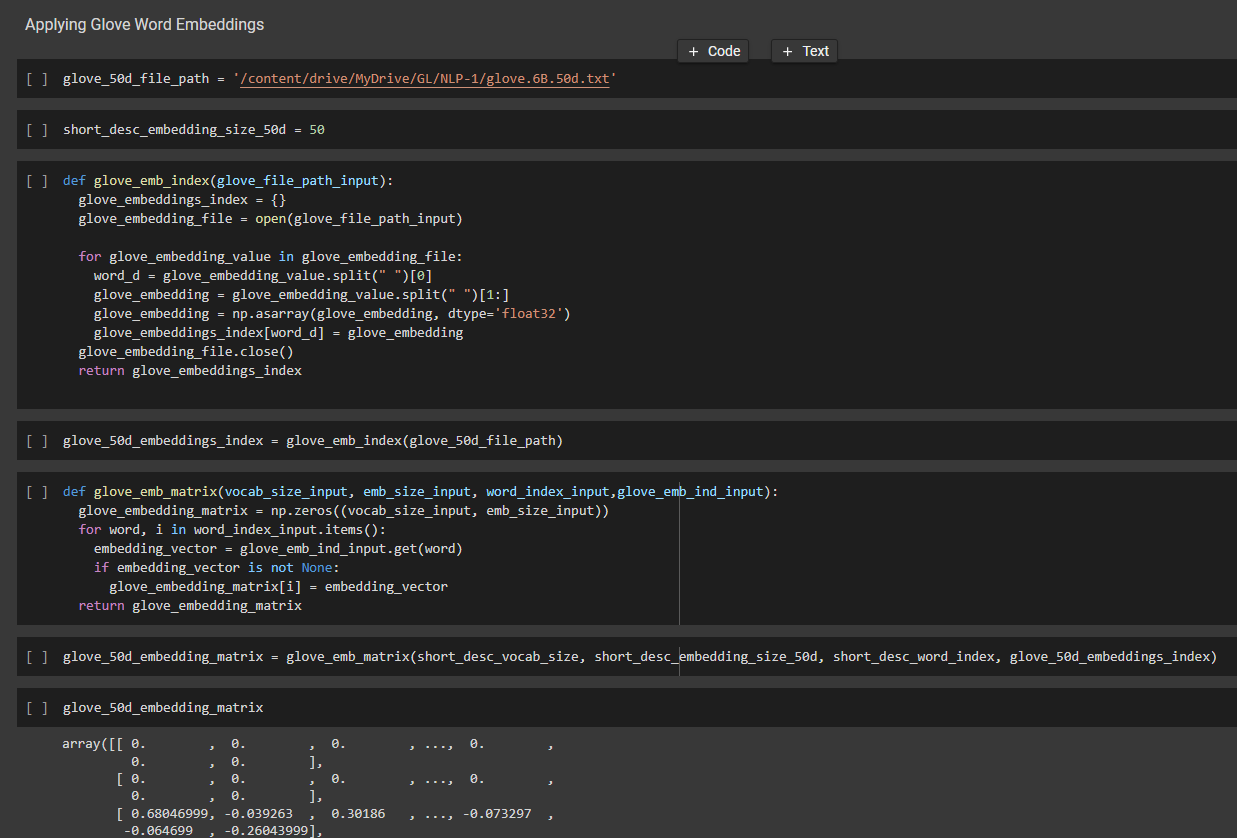 Applying Glove Word Embeddings
+ Code + Text
[ ] glove_50d_file_path = '/content/drive/MyDrive/GL/NLP-1/glove.6B.50d.txt'
[ ] short_desc_embedding_size_50d = 50
[ ] def glove_emb_index(glove_file_path_input):
glove_embeddings_index = {}
glove_embedding_file = open(glove_file_path_input)
for glove_embedding_value in glove_embedding_file:
word_d = glove_embedding_value.split(" ")[0]
glove_embedding = glove_embedding_value.split(" ")[1:]
glove_embedding = np.asarray(glove_embedding, dtype='float32')
glove_embeddings_index[word_d] = glove_embedding
glove_embedding_file.close()
return glove_embeddings_index
[ ] glove_50d_embeddings_index = glove_emb_index(glove_50d_file_path)
[ ] def glove_emb_matrix(vocab_size_input, emb_size_input, word_index_input,glove_emb_ind_input):
glove_embedding_matrix = np.zeros((vocab_size_input, emb_size_input))
for word, i in word_index_input.items():
embedding_vector = glove_emb_ind_input.get(word)
if embedding_vector is not None:
glove_embedding_matrix[i] = embedding_vector
return glove_embedding_matrix
[ ] glove_50d_embedding_matrix = glove_emb_matrix(short_desc_vocab_size, short_desc_embedding_size_50d, short_desc_word_index, glove_50d_embeddings_index)
[ ] glove_50d_embedding_matrix
array([[ 0. , 0. , 0. , ..., 0. ,
0. , 0. ],
[ 0. , 0. , 0. , ..., 0. ,
0. , 0. ],
[ 0.68046999, -0.039263 , 0.30186 , ..., -0.073297 ,
-0.064699 , -0.26043999],